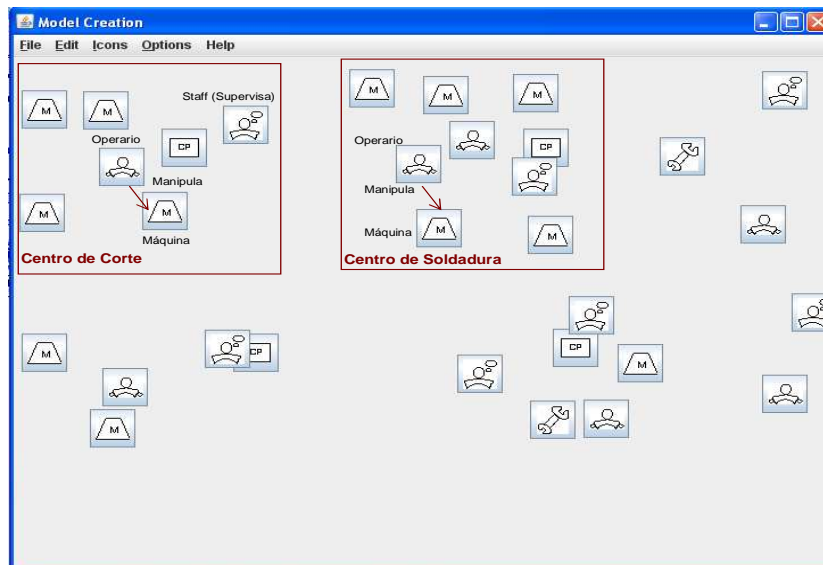 Model Creation
File Edit Icons Options Help
Staff (Supervisa)
M
M
M
M
M
Operario
CP
Operario
CP
Manipula
Manipula
M
M
Máquina
Máquina
M
M
Centro de Corte
Centro de Soldadura
M
CP
CP
M
M